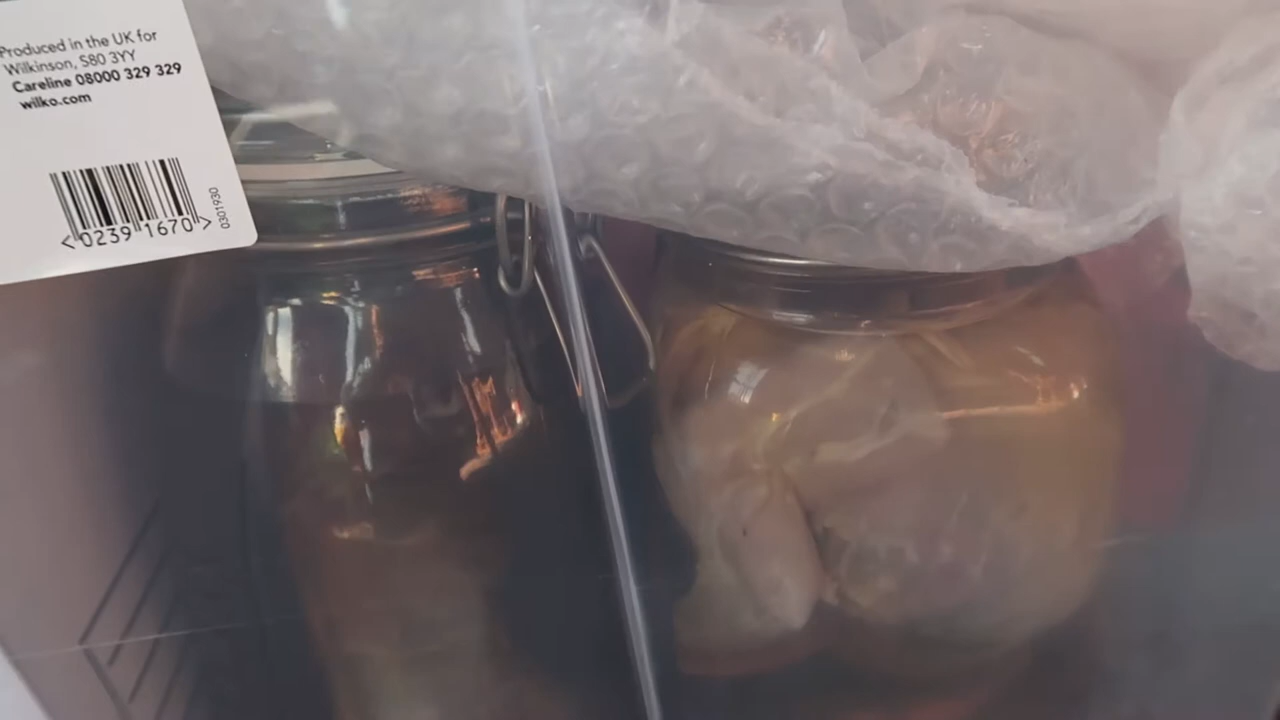 Produced in the UK for
Wilkinson, S80 3YY
Careline 08000 329 329
wilko.com
0301930
<0239 1670>